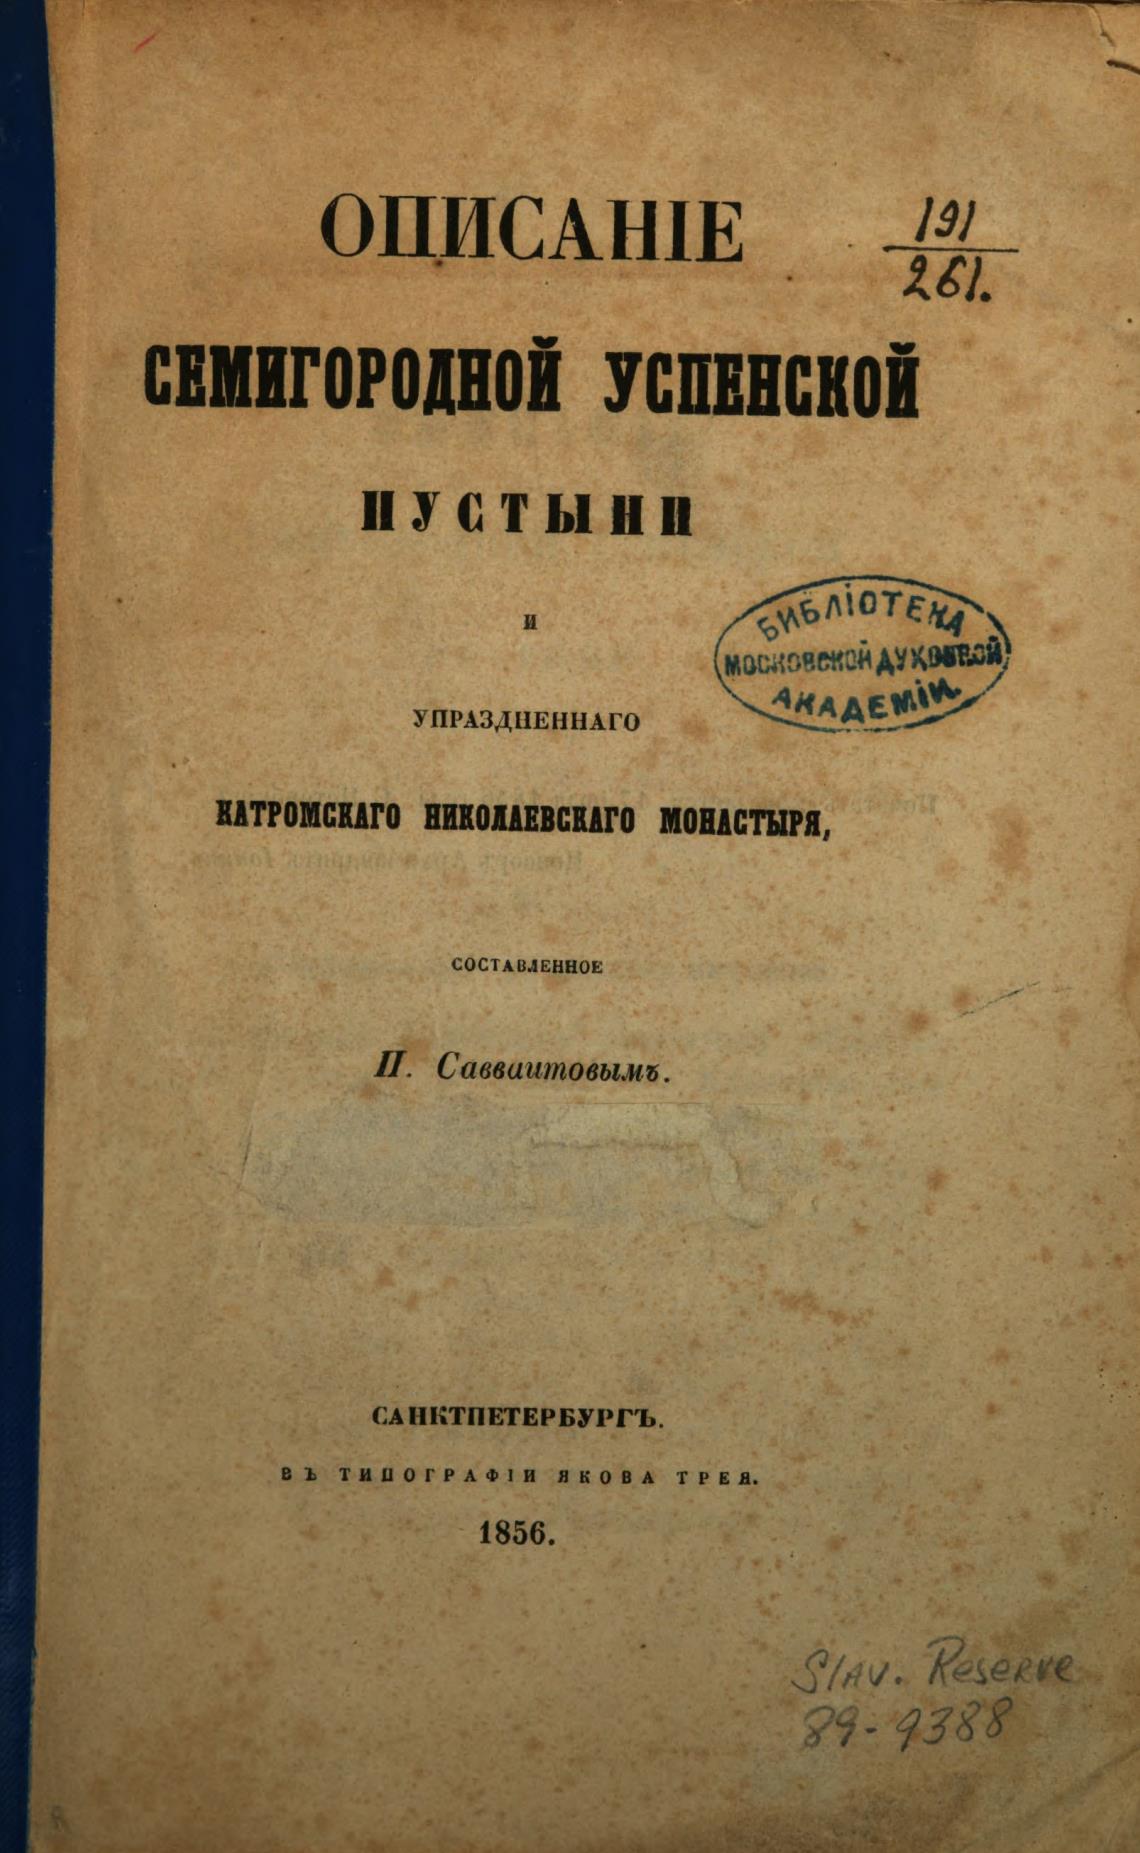 ОПИСАНІЕ
191
261.
СЕМИГОРОДНОЙ УСПЕНСКОЙ
ПУСТЫНИ
И
БИБЛІОТЕКА
МОСКОВСКОЙ ДУХОВНОЙ
АКАДЕМІИ.
УПРАЗДНЕННАГО
КАТРОМСКАГО НИКОЛАЕВСКАГО МОНАСТЫРЯ,
СОСТАВЛЕННОЕ
П. Савваитовымъ.
САНКТПЕТЕРБУРГЪ.
ВЪ ТИПОГРАФІИ ЯКОВА ТРЕЯ.
1856.
Slav. Reserve
89-9388